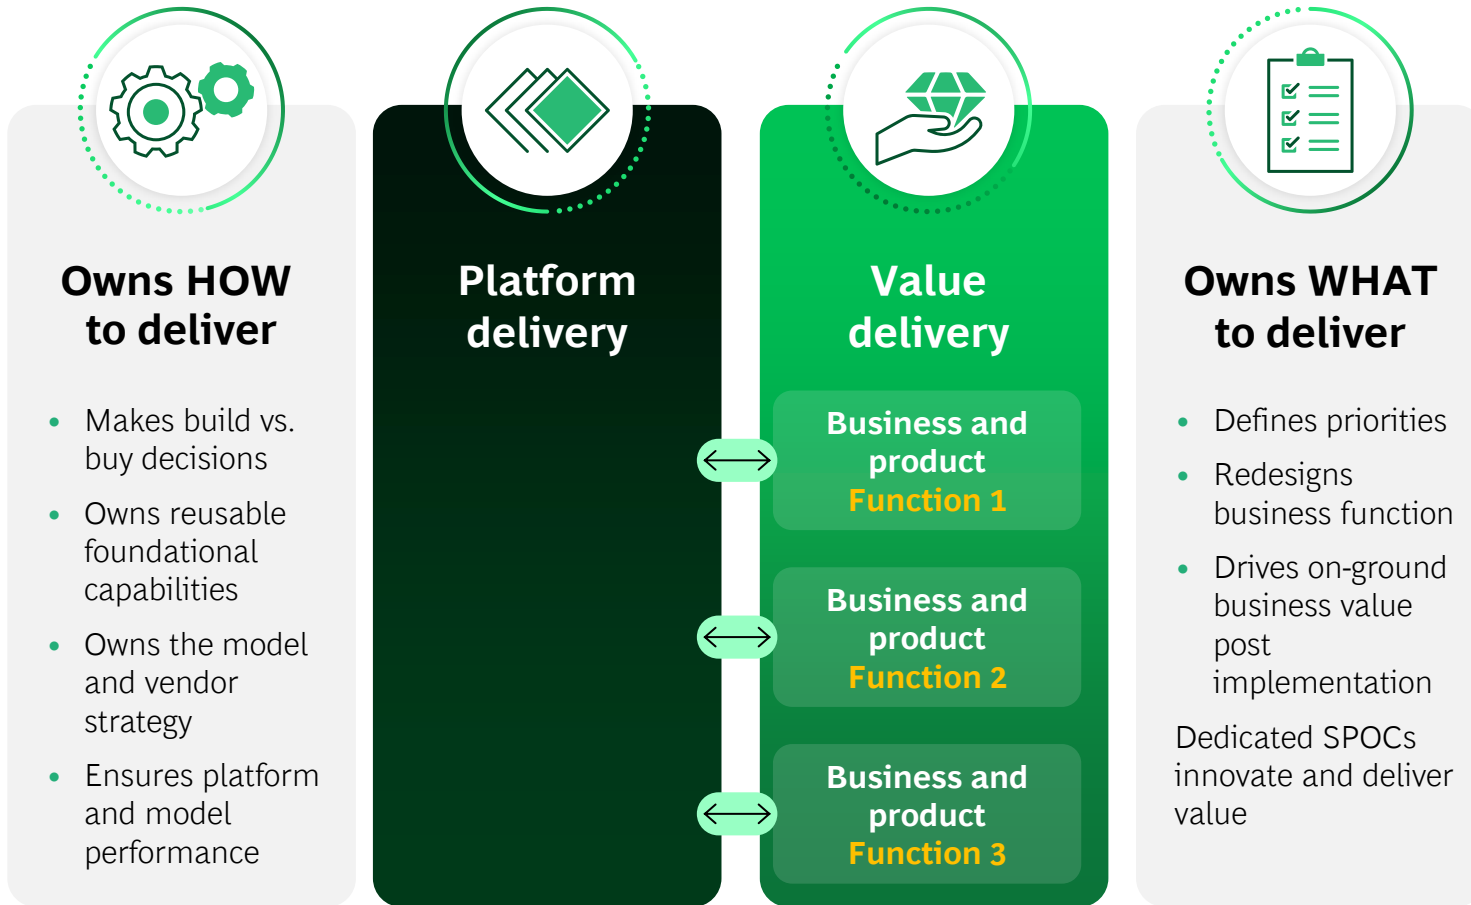 Owns HOW
to deliver
Makes build vs.
buy decisions
Owns reusable
foundational
capabilities
Owns the model
and vendor
strategy
Ensures platform
and model
performance
Platform
delivery
Value
delivery
Business and
product
Function 1
Business and
product
Function 2
Business and
product
Function 3
Owns WHAT
to deliver
Defines priorities
Redesigns
business function
Drives on-ground
business value
post
implementation
Dedicated SPOCs
innovate and deliver
value